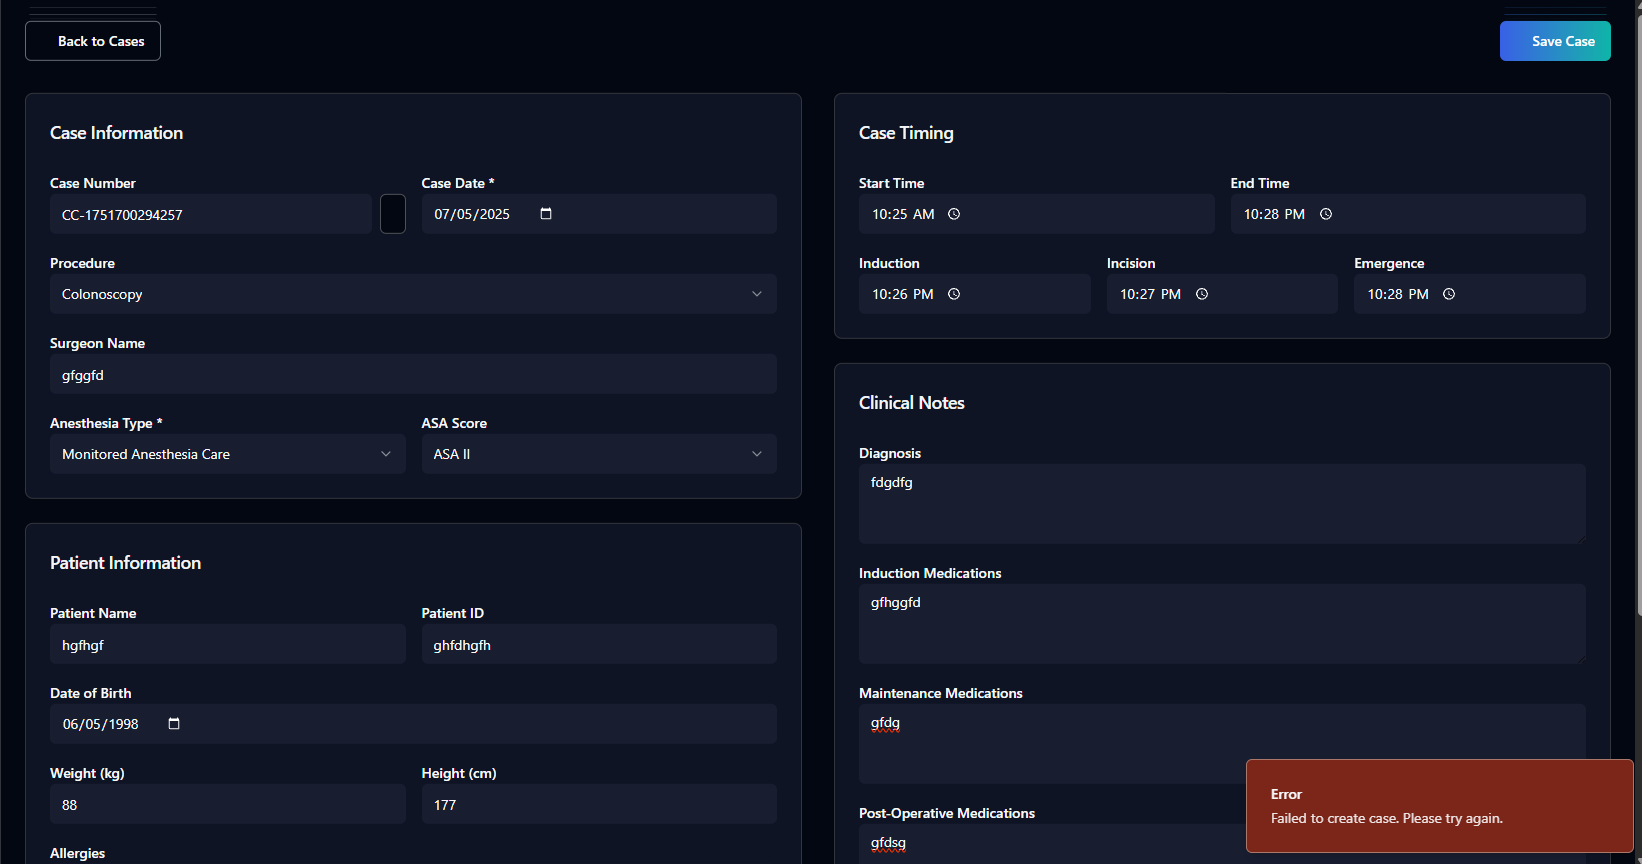 Back to Cases
Save Case
Case Information
Case Number
Case Date *
CC-1751700294257
07/05/2025
Procedure
Colonoscopy
Surgeon Name
gfggfd
Anesthesia Type *
ASA Score
Monitored Anesthesia Care
ASA II
Patient Information
Patient Name
Patient ID
hgfhgf
ghfdhgfh
Date of Birth
06/05/1998
Weight (kg)
Height (cm)
88
177
Allergies
Case Timing
Start Time
End Time
10:25 AM
10:28 PM
Induction
Incision
Emergence
10:26 PM
10:27 PM
10:28 PM
Clinical Notes
Diagnosis
fdgdfg
Induction Medications
gfhggfd
Maintenance Medications
gfdg
Post-Operative Medications
gfdsg
Error
Failed to create case. Please try again.